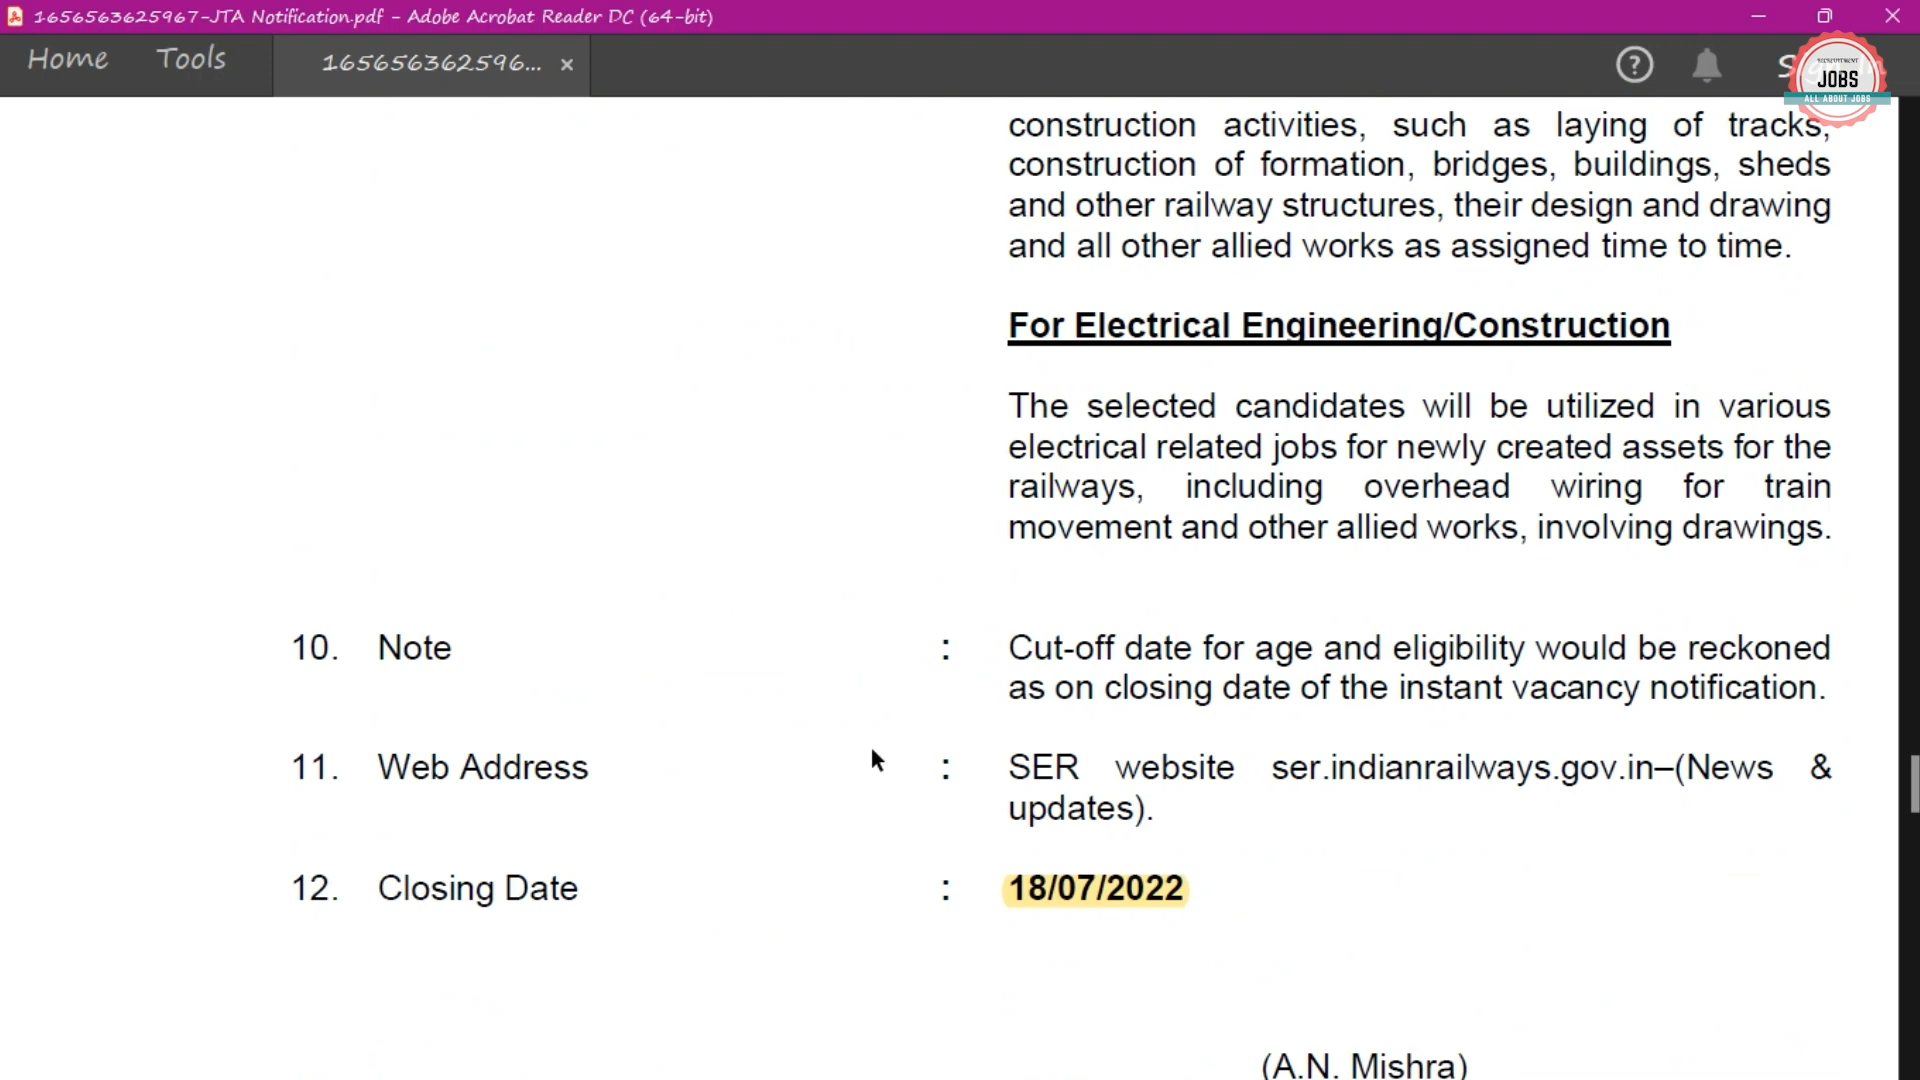 1656563625967-JTA Notification.pdf - Adobe Acrobat Reader DC (64-bit)
Home Tools 165656362596... ×
RECRUITMENT
JOBS
ALL ABOUT JOBS
construction activities, such as laying of tracks,
construction of formation, bridges, buildings, sheds
and other railway structures, their design and drawing
and all other allied works as assigned time to time.
For Electrical Engineering/Construction
The selected candidates will be utilized in various
electrical related jobs for newly created assets for the
railways, including overhead wiring for train
movement and other allied works, involving drawings.
10. Note : Cut-off date for age and eligibility would be reckoned
as on closing date of the instant vacancy notification.
11. Web Address : SER website ser.indianrailways.gov.in–(News &
updates).
12. Closing Date : 18/07/2022
(A.N. Mishra)